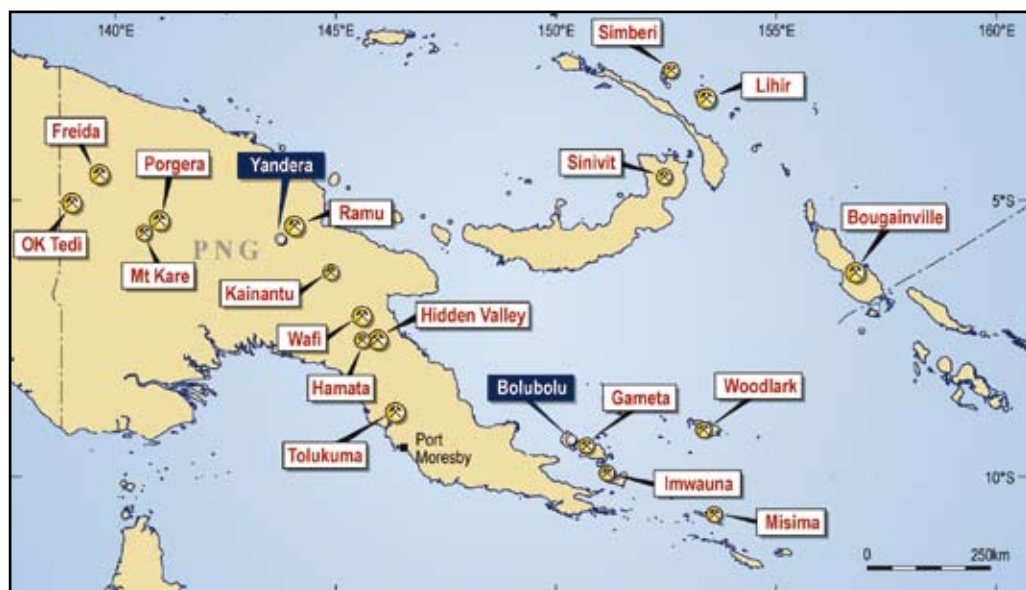 140°E
145°E
150°E
155°E
160°E
Simberi
Lihir
Freida
Porgera
Yandera
Sinivit
Ramu
5°S
Bougainville
OK Tedi
PNG
Mt Kare
Kainantu
Wafi
Hidden Valley
Hamata
Bolubolu
Gameta
Woodlark
Tolukuma
Port
Moresby
Imwauna
10°S
Misima
0
250km